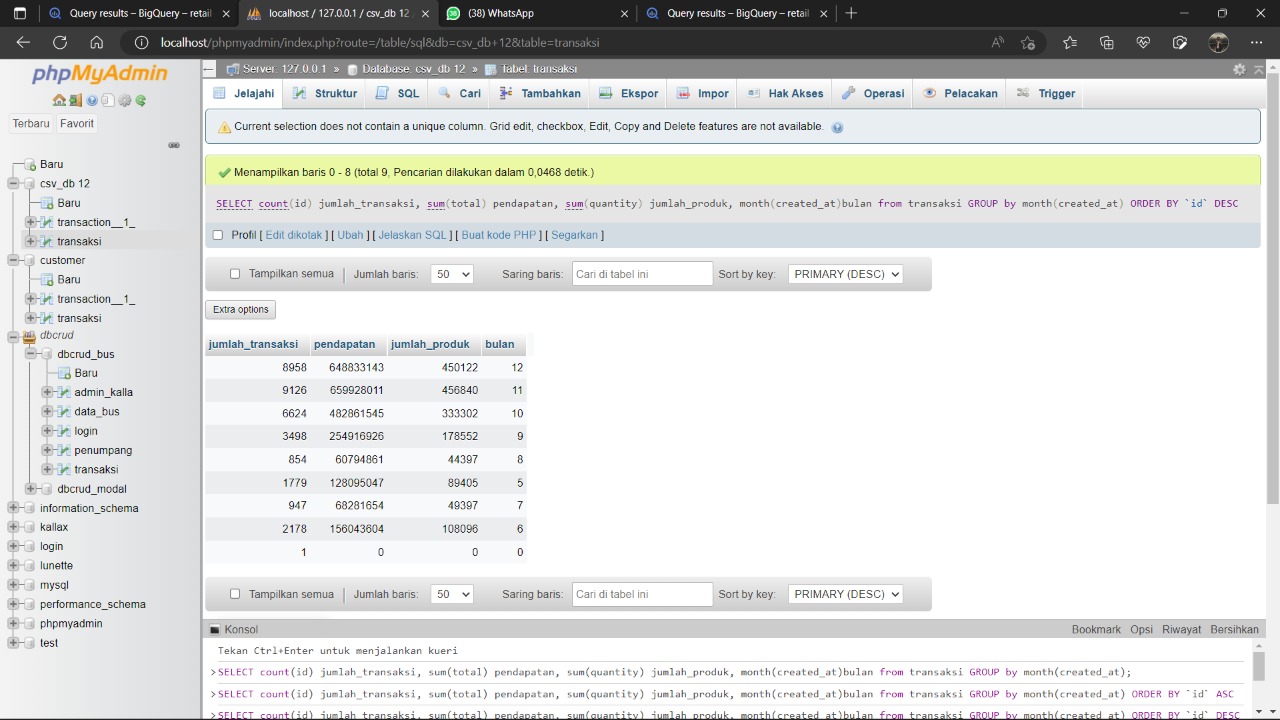 Query results – BigQuery – retail
localhost / 127.0.0.1 / csv_db 12
(38) WhatsApp
Query results – BigQuery – retail
localhost/phpmyadmin/index.php?route=/table/sql&db=csv_db+12&table=transaksi
phpMyAdmin
Terbaru Favorit
Baru
csv_db 12
Baru
transaction__1_
transaksi
customer
Baru
transaction__1_
transaksi
dbcrud
dbcrud_bus
Baru
admin_kalla
data_bus
login
penumpang
transaksi
dbcrud_modal
information_schema
kallax
login
lunette
mysql
performance_schema
phpmyadmin
test
Server: 127.0.0.1 » Database: csv_db 12 » Tabel: transaksi
Jelajahi Struktur SQL Cari Tambahkan Ekspor Impor Hak Akses Operasi Pelacakan Trigger
Current selection does not contain a unique column. Grid edit, checkbox, Edit, Copy and Delete features are not available.
Menampilkan baris 0 - 8 (total 9, Pencarian dilakukan dalam 0,0468 detik.)
SELECT count(id) jumlah_transaksi, sum(total) pendapatan, sum(quantity) jumlah_produk, month(created_at)bulan from transaksi GROUP by month(created_at) ORDER BY `id` DESC
Profil [ Edit dikotak ] [ Ubah ] [ Jelaskan SQL ] [ Buat kode PHP ] [ Segarkan ]
Tampilkan semua | Jumlah baris: 50 Saring baris: Cari di tabel ini Sort by key: PRIMARY (DESC)
Extra options
jumlah_transaksi pendapatan jumlah_produk bulan
8958 648833143 450122 12
9126 659928011 456840 11
6624 482861545 333302 10
3498 254916926 178552 9
854 60794861 44397 8
1779 128095047 89405 5
947 68281654 49397 7
2178 156043604 108096 6
1 0 0 0
Tampilkan semua | Jumlah baris: 50 Saring baris: Cari di tabel ini Sort by key: PRIMARY (DESC)
Konsol Bookmark Opsi Riwayat Bersihkan
Tekan Ctrl+Enter untuk menjalankan kueri
>SELECT count(id) jumlah_transaksi, sum(total) pendapatan, sum(quantity) jumlah_produk, month(created_at)bulan from transaksi GROUP by month(created_at);
>SELECT count(id) jumlah_transaksi, sum(total) pendapatan, sum(quantity) jumlah_produk, month(created_at)bulan from transaksi GROUP by month(created_at) ORDER BY `id` ASC
>SELECT count(id) jumlah_transaksi, sum(total) pendapatan, sum(quantity) jumlah_produk, month(created_at)bulan from transaksi GROUP by month(created_at) ORDER BY `id` DESC